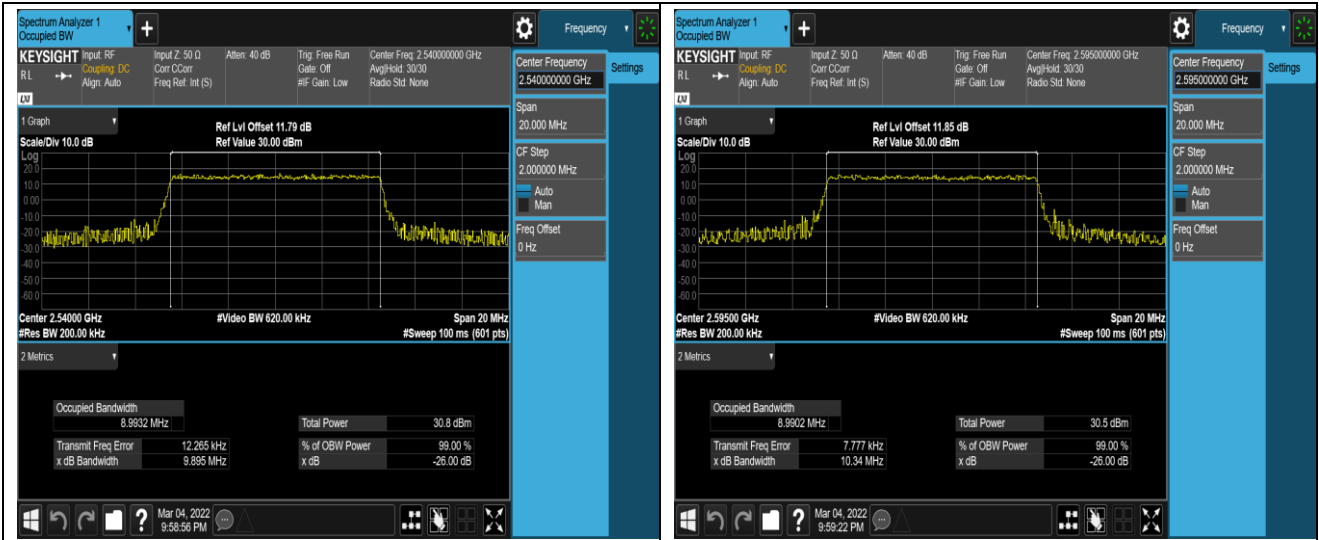 Spectrum Analyzer 1
Occupied BW
Frequency
KEYSIGHT
Input: RF
Input Z: 50 Ω
Atten: 40 dB
Trig: Free Run
Center Freq: 2.540000000 GHz
R L
Coupling: DC
Corr CCorr
Gate: Off
Avg|Hold: 30/30
Align: Auto
Freq Ref: Int (S)
#IF Gain: Low
Radio Std: None
LXI
Center Frequency
2.540000000 GHz
Settings
Span
20.000 MHz
CF Step
2.000000 MHz
Auto
Man
Freq Offset
0 Hz
1 Graph
Ref Lvl Offset 11.79 dB
Scale/Div 10.0 dB
Ref Value 30.00 dBm
Log
20.0
10.0
0.00
-10.0
-20.0
-30.0
-40.0
-50.0
-60.0
Center 2.54000 GHz
#Video BW 620.00 kHz
Span 20 MHz
#Res BW 200.00 kHz
#Sweep 100 ms (601 pts)
2 Metrics
Occupied Bandwidth
8.9932 MHz
Total Power 30.8 dBm
Transmit Freq Error 12.265 kHz
% of OBW Power 99.00 %
x dB Bandwidth 9.895 MHz
x dB -26.00 dB
?
Mar 04, 2022
9:58:56 PM
Spectrum Analyzer 1
Occupied BW
Frequency
KEYSIGHT
Input: RF
Input Z: 50 Ω
Atten: 40 dB
Trig: Free Run
Center Freq: 2.595000000 GHz
R L
Coupling: DC
Corr CCorr
Gate: Off
Avg|Hold: 30/30
Align: Auto
Freq Ref: Int (S)
#IF Gain: Low
Radio Std: None
LXI
Center Frequency
2.595000000 GHz
Settings
Span
20.000 MHz
CF Step
2.000000 MHz
Auto
Man
Freq Offset
0 Hz
1 Graph
Ref Lvl Offset 11.85 dB
Scale/Div 10.0 dB
Ref Value 30.00 dBm
Log
20.0
10.0
0.00
-10.0
-20.0
-30.0
-40.0
-50.0
-60.0
Center 2.59500 GHz
#Video BW 620.00 kHz
Span 20 MHz
#Res BW 200.00 kHz
#Sweep 100 ms (601 pts)
2 Metrics
Occupied Bandwidth
8.9902 MHz
Total Power 30.5 dBm
Transmit Freq Error 7.777 kHz
% of OBW Power 99.00 %
x dB Bandwidth 10.34 MHz
x dB -26.00 dB
?
Mar 04, 2022
9:59:22 PM